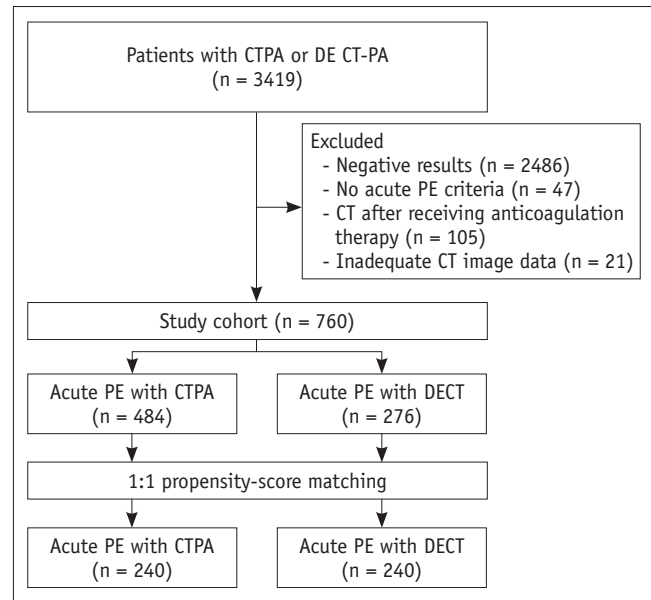 Patients with CTPA or DE CT-PA
(n = 3419)
Excluded
- Negative results (n = 2486)
- No acute PE criteria (n = 47)
- CT after receiving anticoagulation
therapy (n = 105)
- Inadequate CT image data (n = 21)
Study cohort (n = 760)
Acute PE with CTPA
(n = 484)
Acute PE with DECT
(n = 276)
1:1 propensity-score matching
Acute PE with CTPA
(n = 240)
Acute PE with DECT
(n = 240)